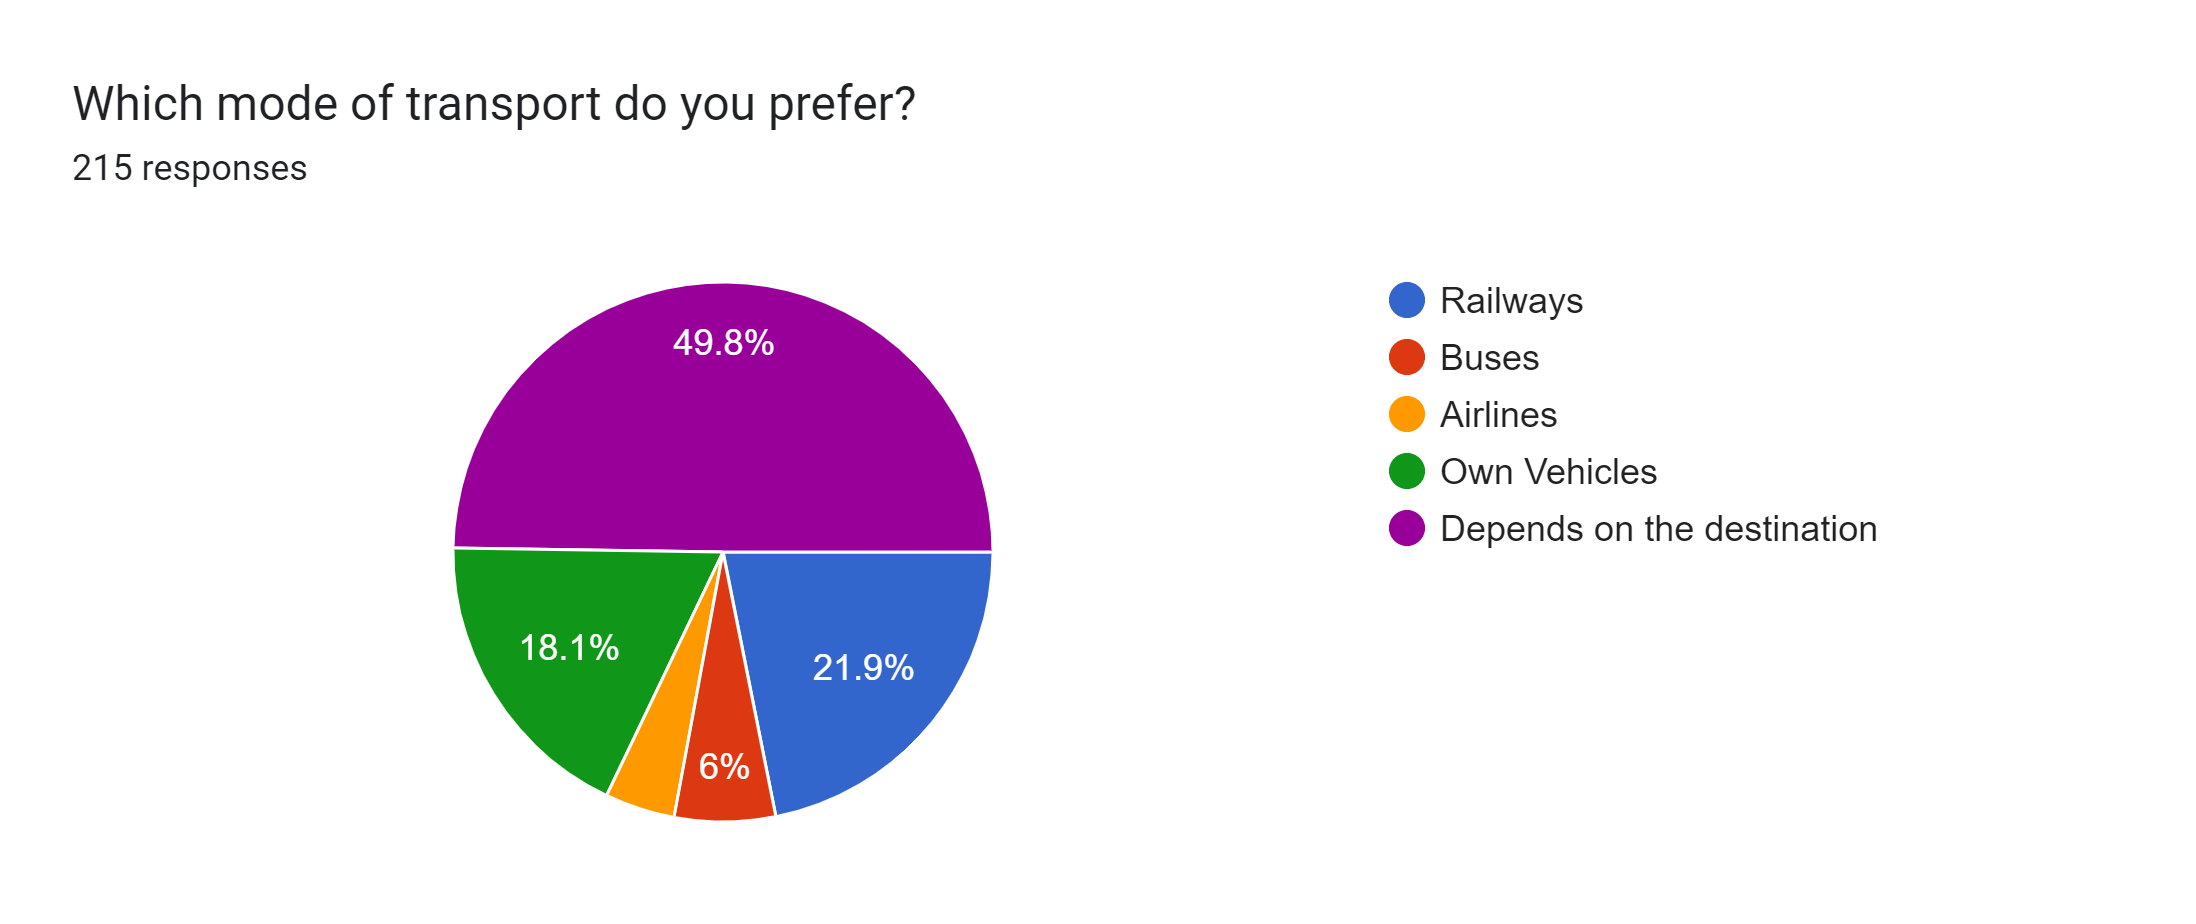 Which mode of transport do you prefer?
215 responses
49.8%
18.1%
21.9%
6%
Railways
Buses
Airlines
Own Vehicles
Depends on the destination